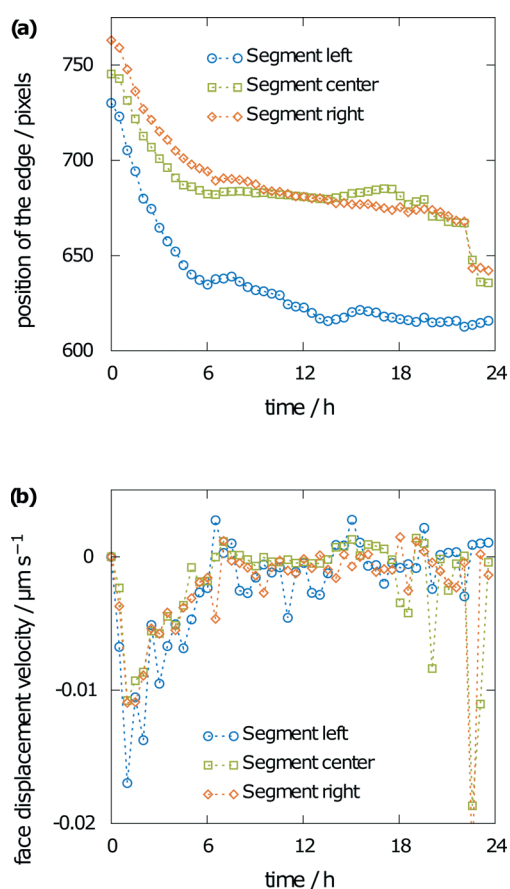 (a)
position of the edge / pixels
750
700
650
600
Segment left
Segment center
Segment right
0 6 12 18 24
time / h
(b)
face displacement velocity / µm s⁻¹
0
-0.01
-0.02
Segment left
Segment center
Segment right
0 6 12 18 24
time / h